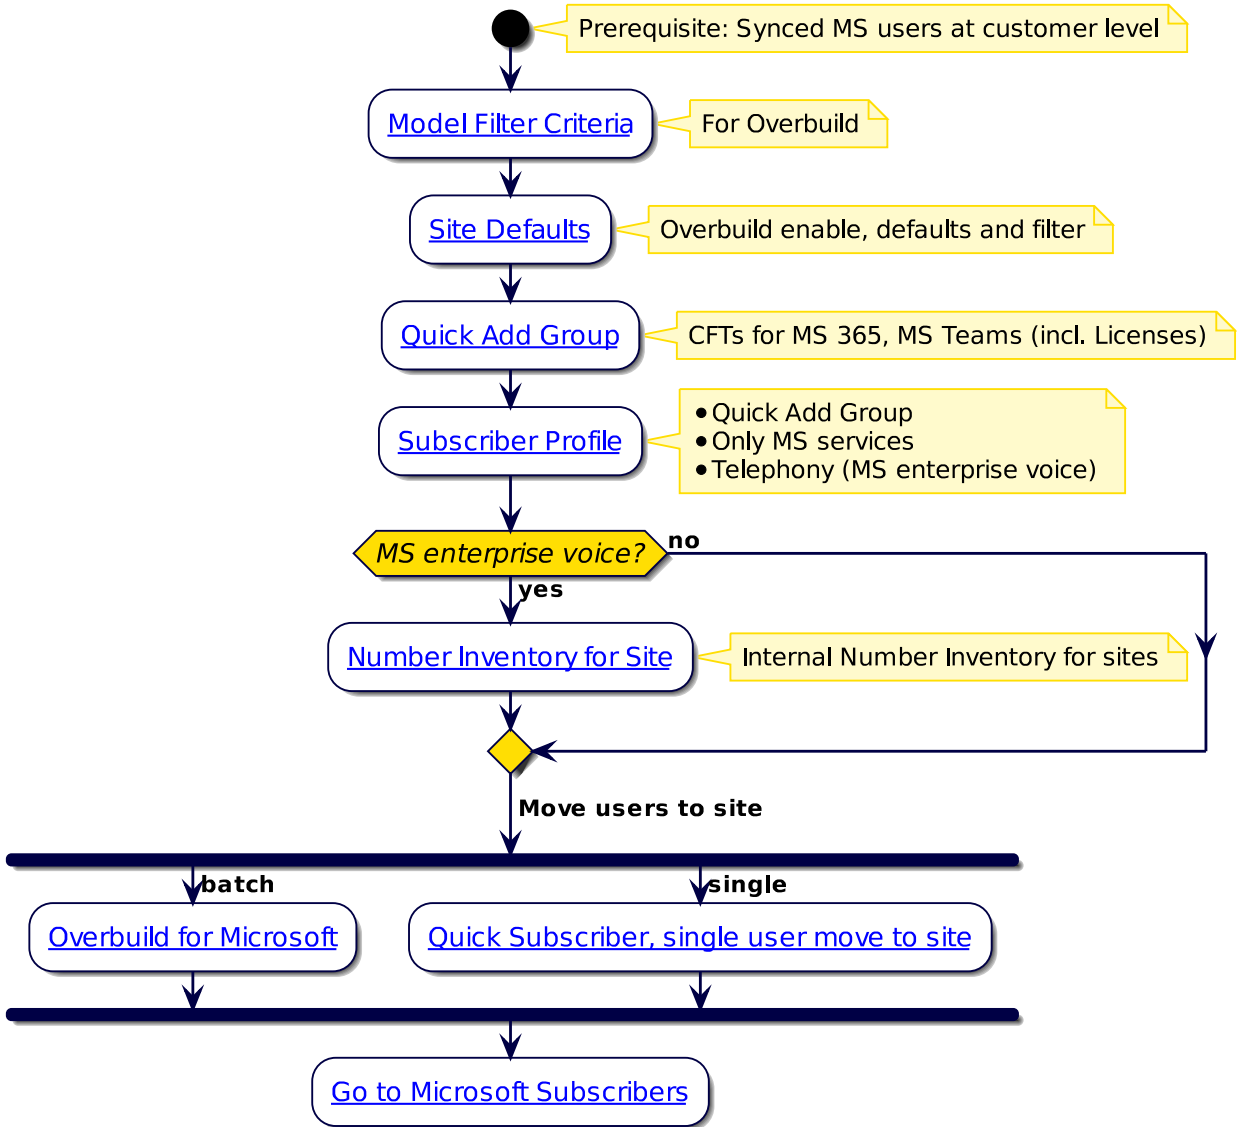 Prerequisite: Synced MS users at customer level
Model Filter Criteria
For Overbuild
Site Defaults
Overbuild enable, defaults and filter
Quick Add Group
CFTs for MS 365, MS Teams (incl. Licenses)
Subscriber Profile
• Quick Add Group
• Only MS services
• Telephony (MS enterprise voice)
MS enterprise voice?
no
yes
Number Inventory for Site
Internal Number Inventory for sites
Move users to site
batch
single
Overbuild for Microsoft
Quick Subscriber, single user move to site
Go to Microsoft Subscribers